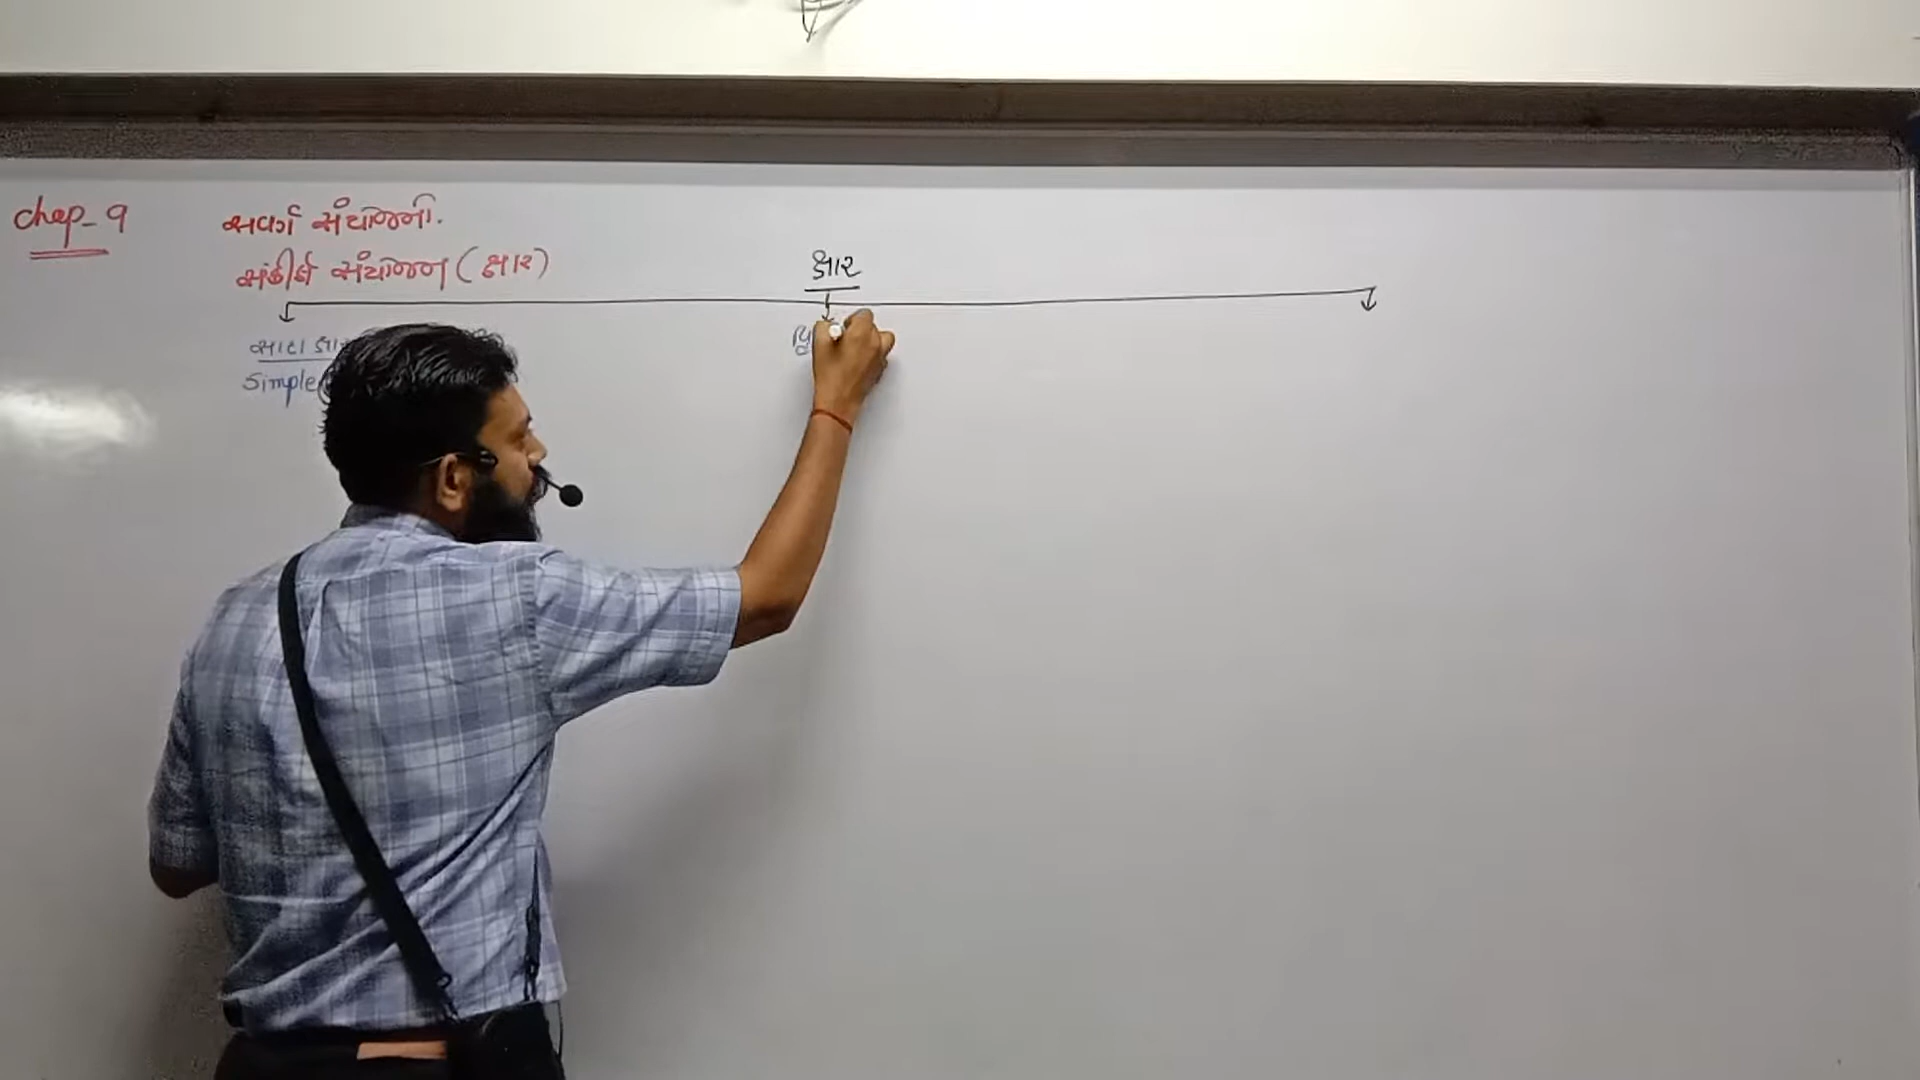 Chap-9
સવર્ગ સંયોજનો.
સંકીર્ણ સંયોજન (ક્ષાર)
ક્ષાર
સાદા
Simple